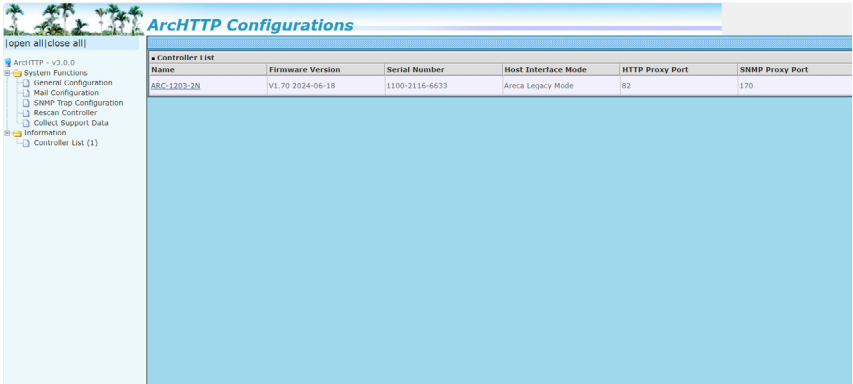 ArcHTTP Configurations
|open all|close all|
ArcHTTP - v3.0.0
System Functions
General Configuration
Mail Configuration
SNMP Trap Configuration
Rescan Controller
Collect Support Data
Information
Controller List (1)
Controller List
Name Firmware Version Serial Number Host Interface Mode HTTP Proxy Port SNMP Proxy Port
ARC-1203-2N V1.70 2024-06-18 1100-2116-6633 Areca Legacy Mode 82 170